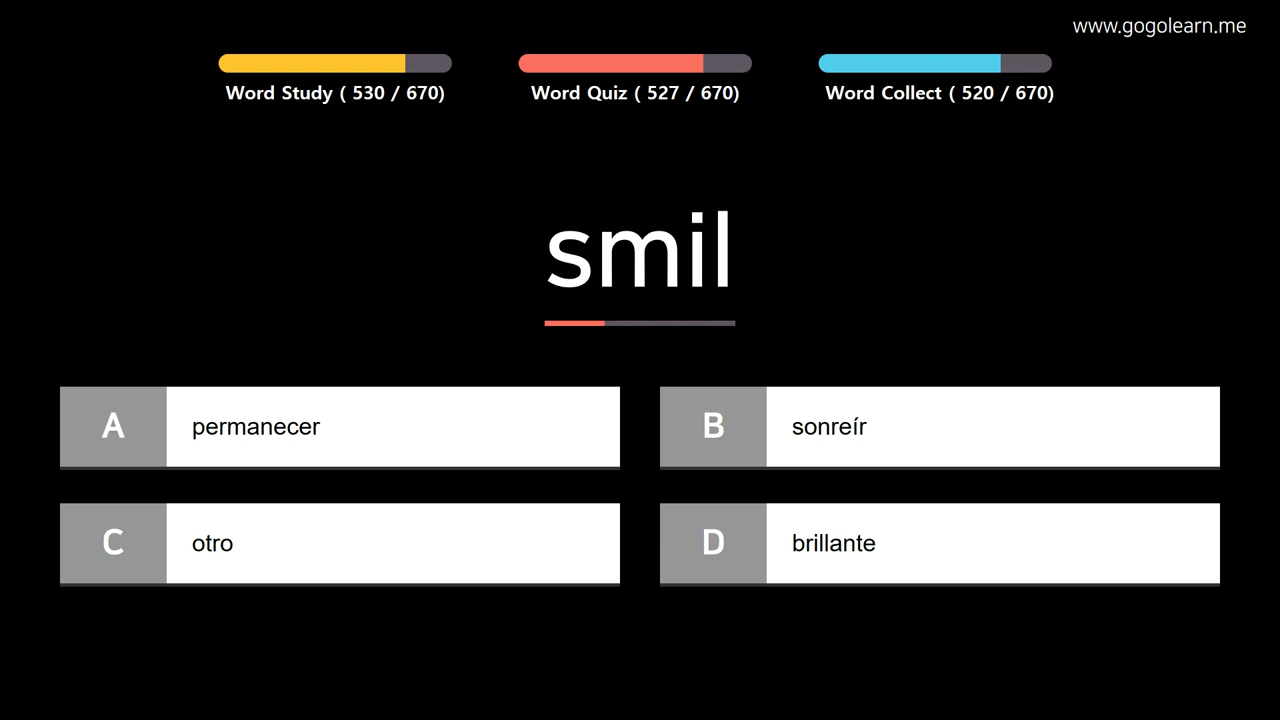 www.gogolearn.me
Word Study ( 530 / 670)
Word Quiz ( 527 / 670)
Word Collect ( 520 / 670)
smil
A permanecer
B sonreír
C otro
D brillante